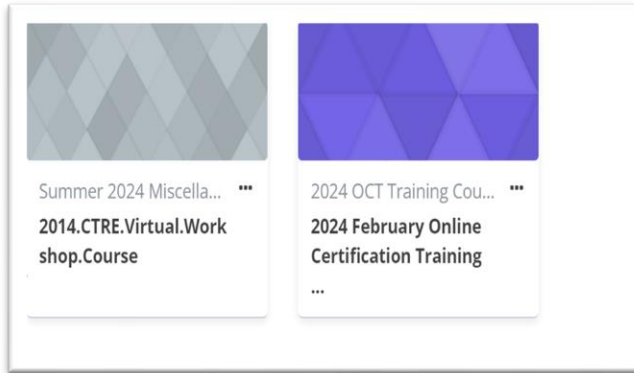 Summer 2024 Miscella... •••
2014.CTRE.Virtual.Work
shop.Course
2024 OCT Training Cou... •••
2024 February Online
Certification Training
...